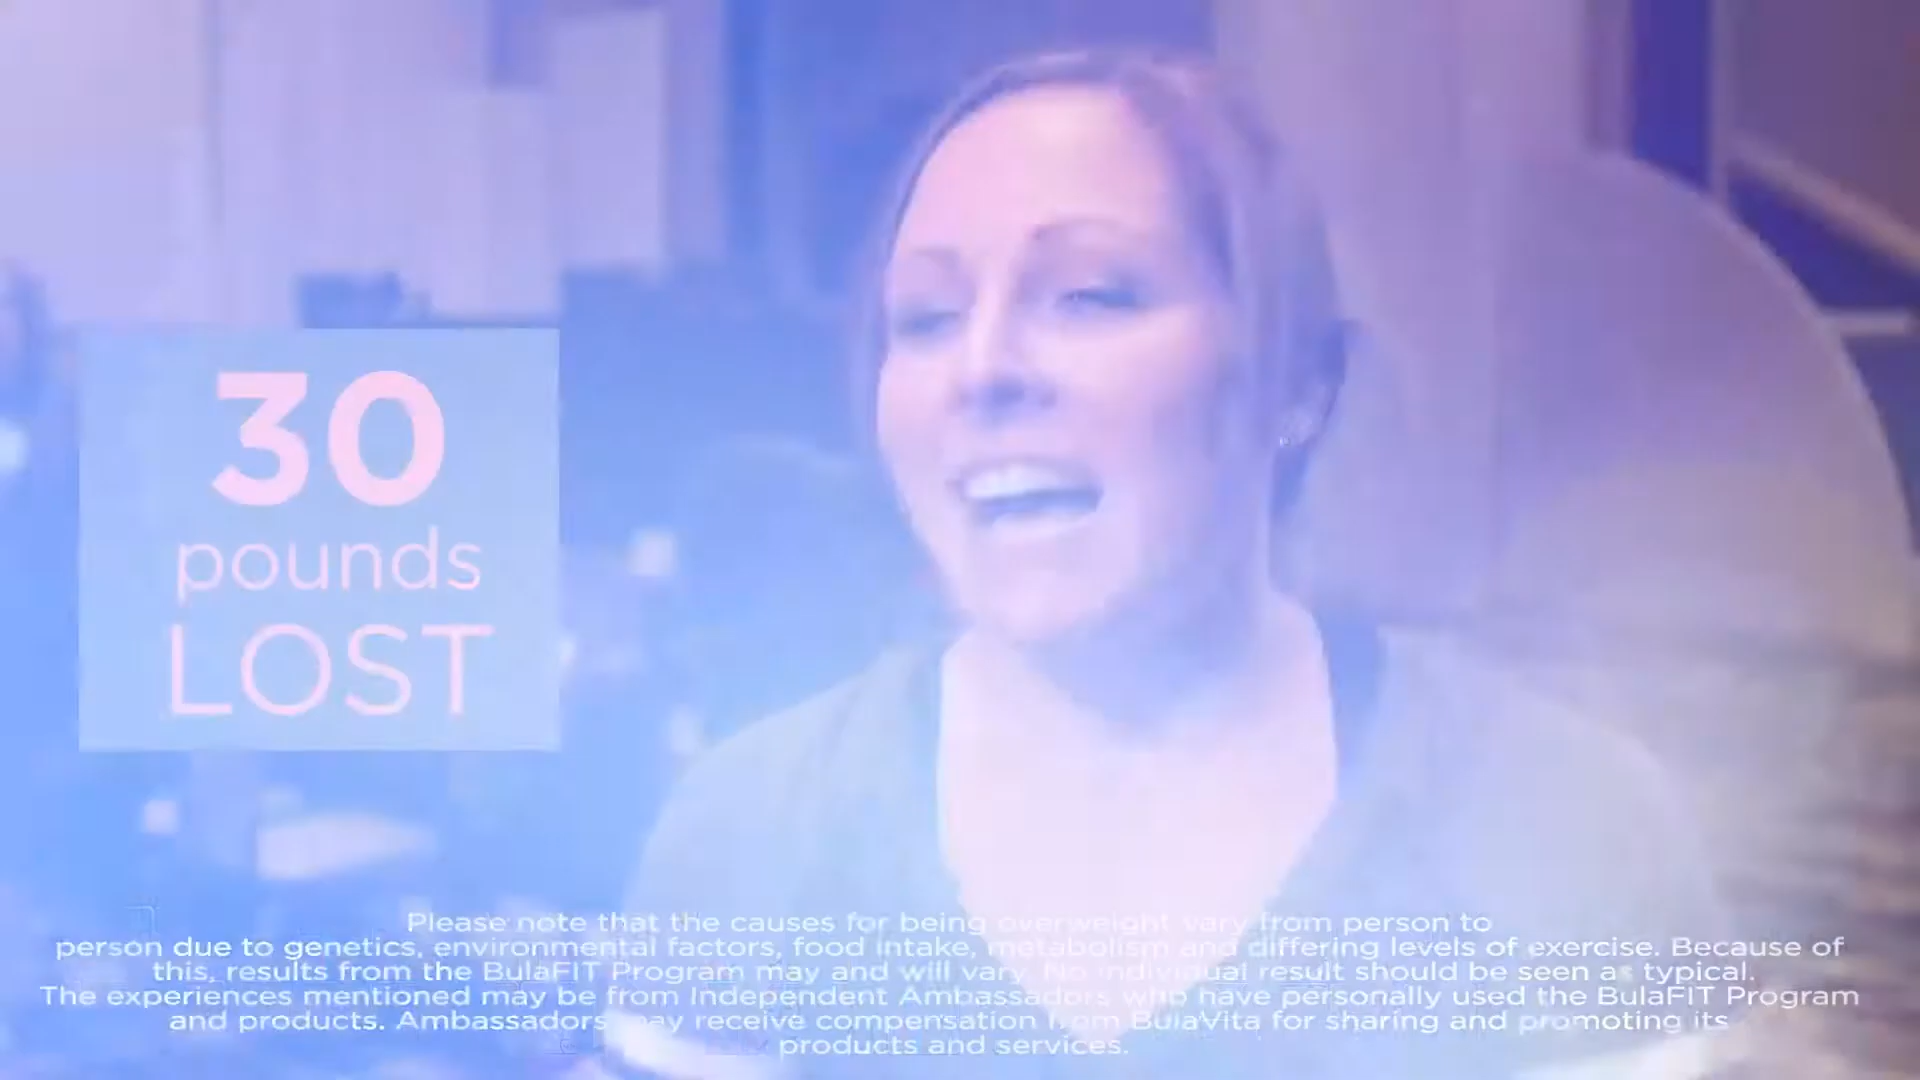 30
pounds
LOST
Please note that the causes for being overweight vary from person to
person due to genetics, environmental factors, food intake, metabolism and differing levels of exercise. Because of
this, results from the BulaFIT Program may and will vary. No individual result should be seen as typical.
The experiences mentioned may be from Independent Ambassadors who have personally used the BulaFIT Program
and products. Ambassadors may receive compensation from BulaVita for sharing and promoting its
products and services.